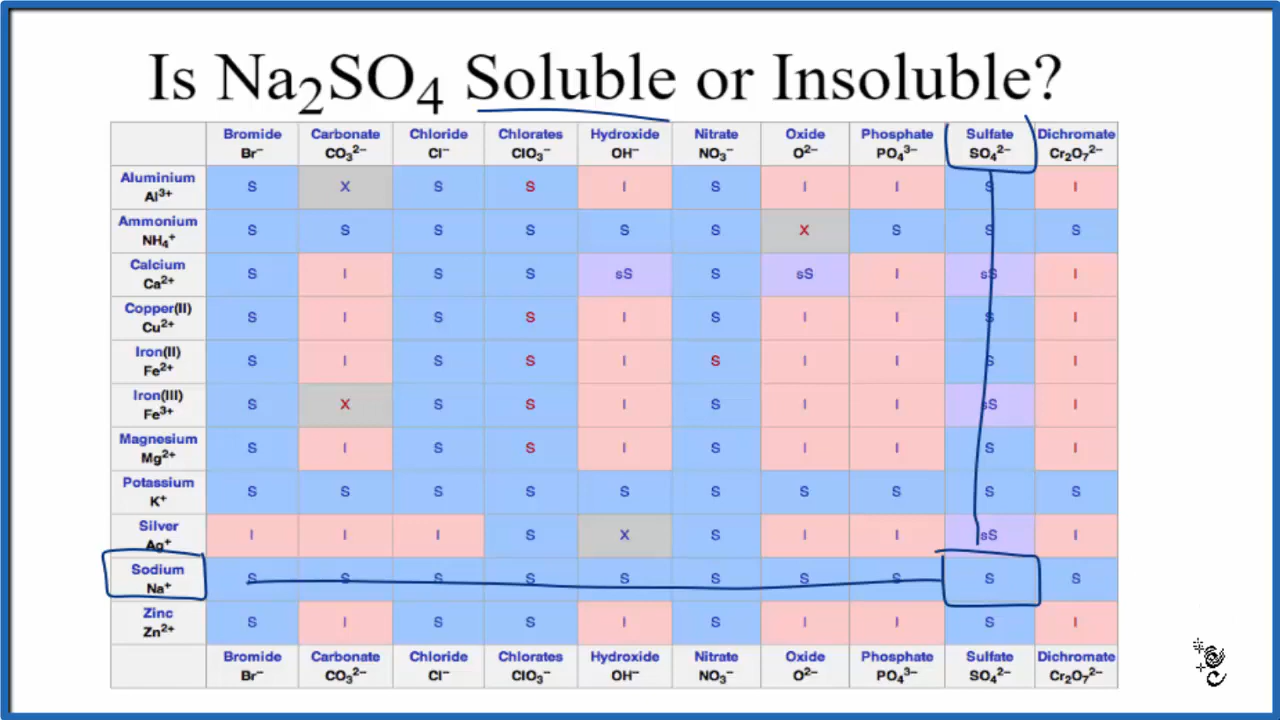 Is Na₂SO₄ Soluble or Insoluble?
Bromide Carbonate Chloride Chlorates Hydroxide Nitrate Oxide Phosphate Sulfate Dichromate
Br⁻ CO₃²⁻ Cl⁻ ClO₃⁻ OH⁻ NO₃⁻ O²⁻ PO₄³⁻ SO₄²⁻ Cr₂O₇²⁻
Aluminium
Al³⁺ S X S S I S I I S I
Ammonium
NH₄⁺ S S S S S S X S S S
Calcium
Ca²⁺ S I S S sS S sS I sS I
Copper(II)
Cu²⁺ S I S S I S I I S I
Iron(II)
Fe²⁺ S I S S I S I I S I
Iron(III)
Fe³⁺ S X S S I S I I sS I
Magnesium
Mg²⁺ S I S S I S I I S I
Potassium
K⁺ S S S S S S S S S S
Silver
Ag⁺ I I I S X S I I sS I
Sodium
Na⁺ S S S S S S S S S S
Zinc
Zn²⁺ S I S S I S I I S I
Bromide Carbonate Chloride Chlorates Hydroxide Nitrate Oxide Phosphate Sulfate Dichromate
Br⁻ CO₃²⁻ Cl⁻ ClO₃⁻ OH⁻ NO₃⁻ O²⁻ PO₄³⁻ SO₄²⁻ Cr₂O₇²⁻